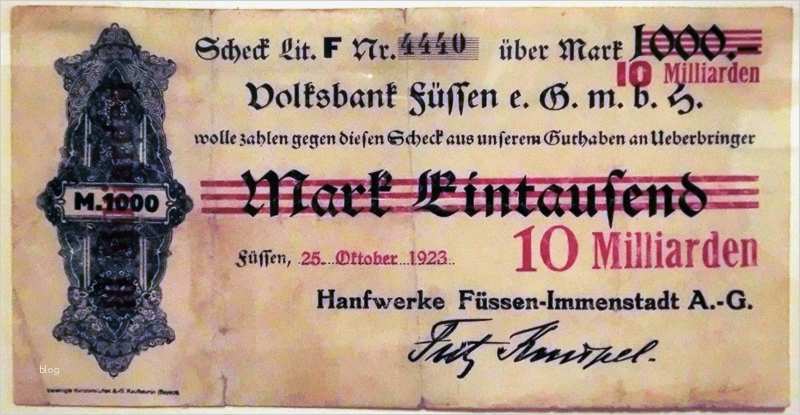 Scheck Lit. F Nr. 4440 über Mark 1000.-
10 Milliarden
Volksbank Füssen e. G. m. b. H.
wolle zahlen gegen diesen Scheck aus unserem Guthaben an Ueberbringer
M. 1000
Mark Eintausend
10 Milliarden
Füssen, 25. Oktober 1923
Hanfwerke Füssen-Immenstadt A.-G.
blog